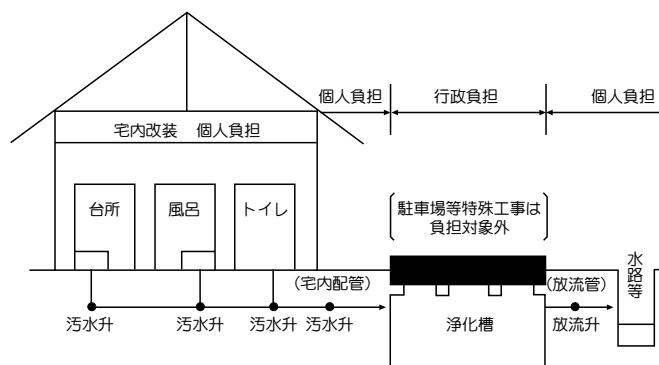 個人負担
行政負担
個人負担
宅内改装 個人負担
台所
風呂
トイレ
駐車場等特殊工事は
負担対象外
水路等
(宅内配管)
(放流管)
汚水升
汚水升
汚水升
汚水升
浄化槽
放流升